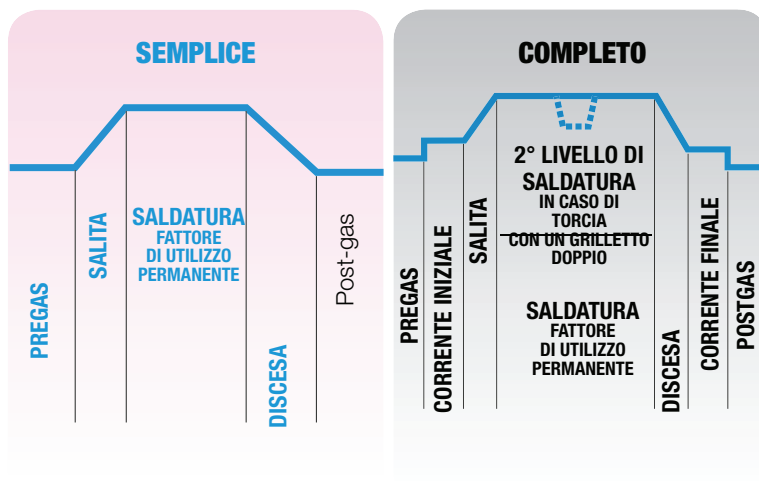 SEMPLICE
PREGAS
SALITA
SALDATURA
FATTORE
DI UTILIZZO
PERMANENTE
DISCESA
Post-gas
COMPLETO
PREGAS
CORRENTE INIZIALE
SALITA
2° LIVELLO DI
SALDATURA
IN CASO DI
TORCIA
CON UN GRILLETTO
DOPPIO
SALDATURA
FATTORE
DI UTILIZZO
PERMANENTE
DISCESA
CORRENTE FINALE
POSTGAS